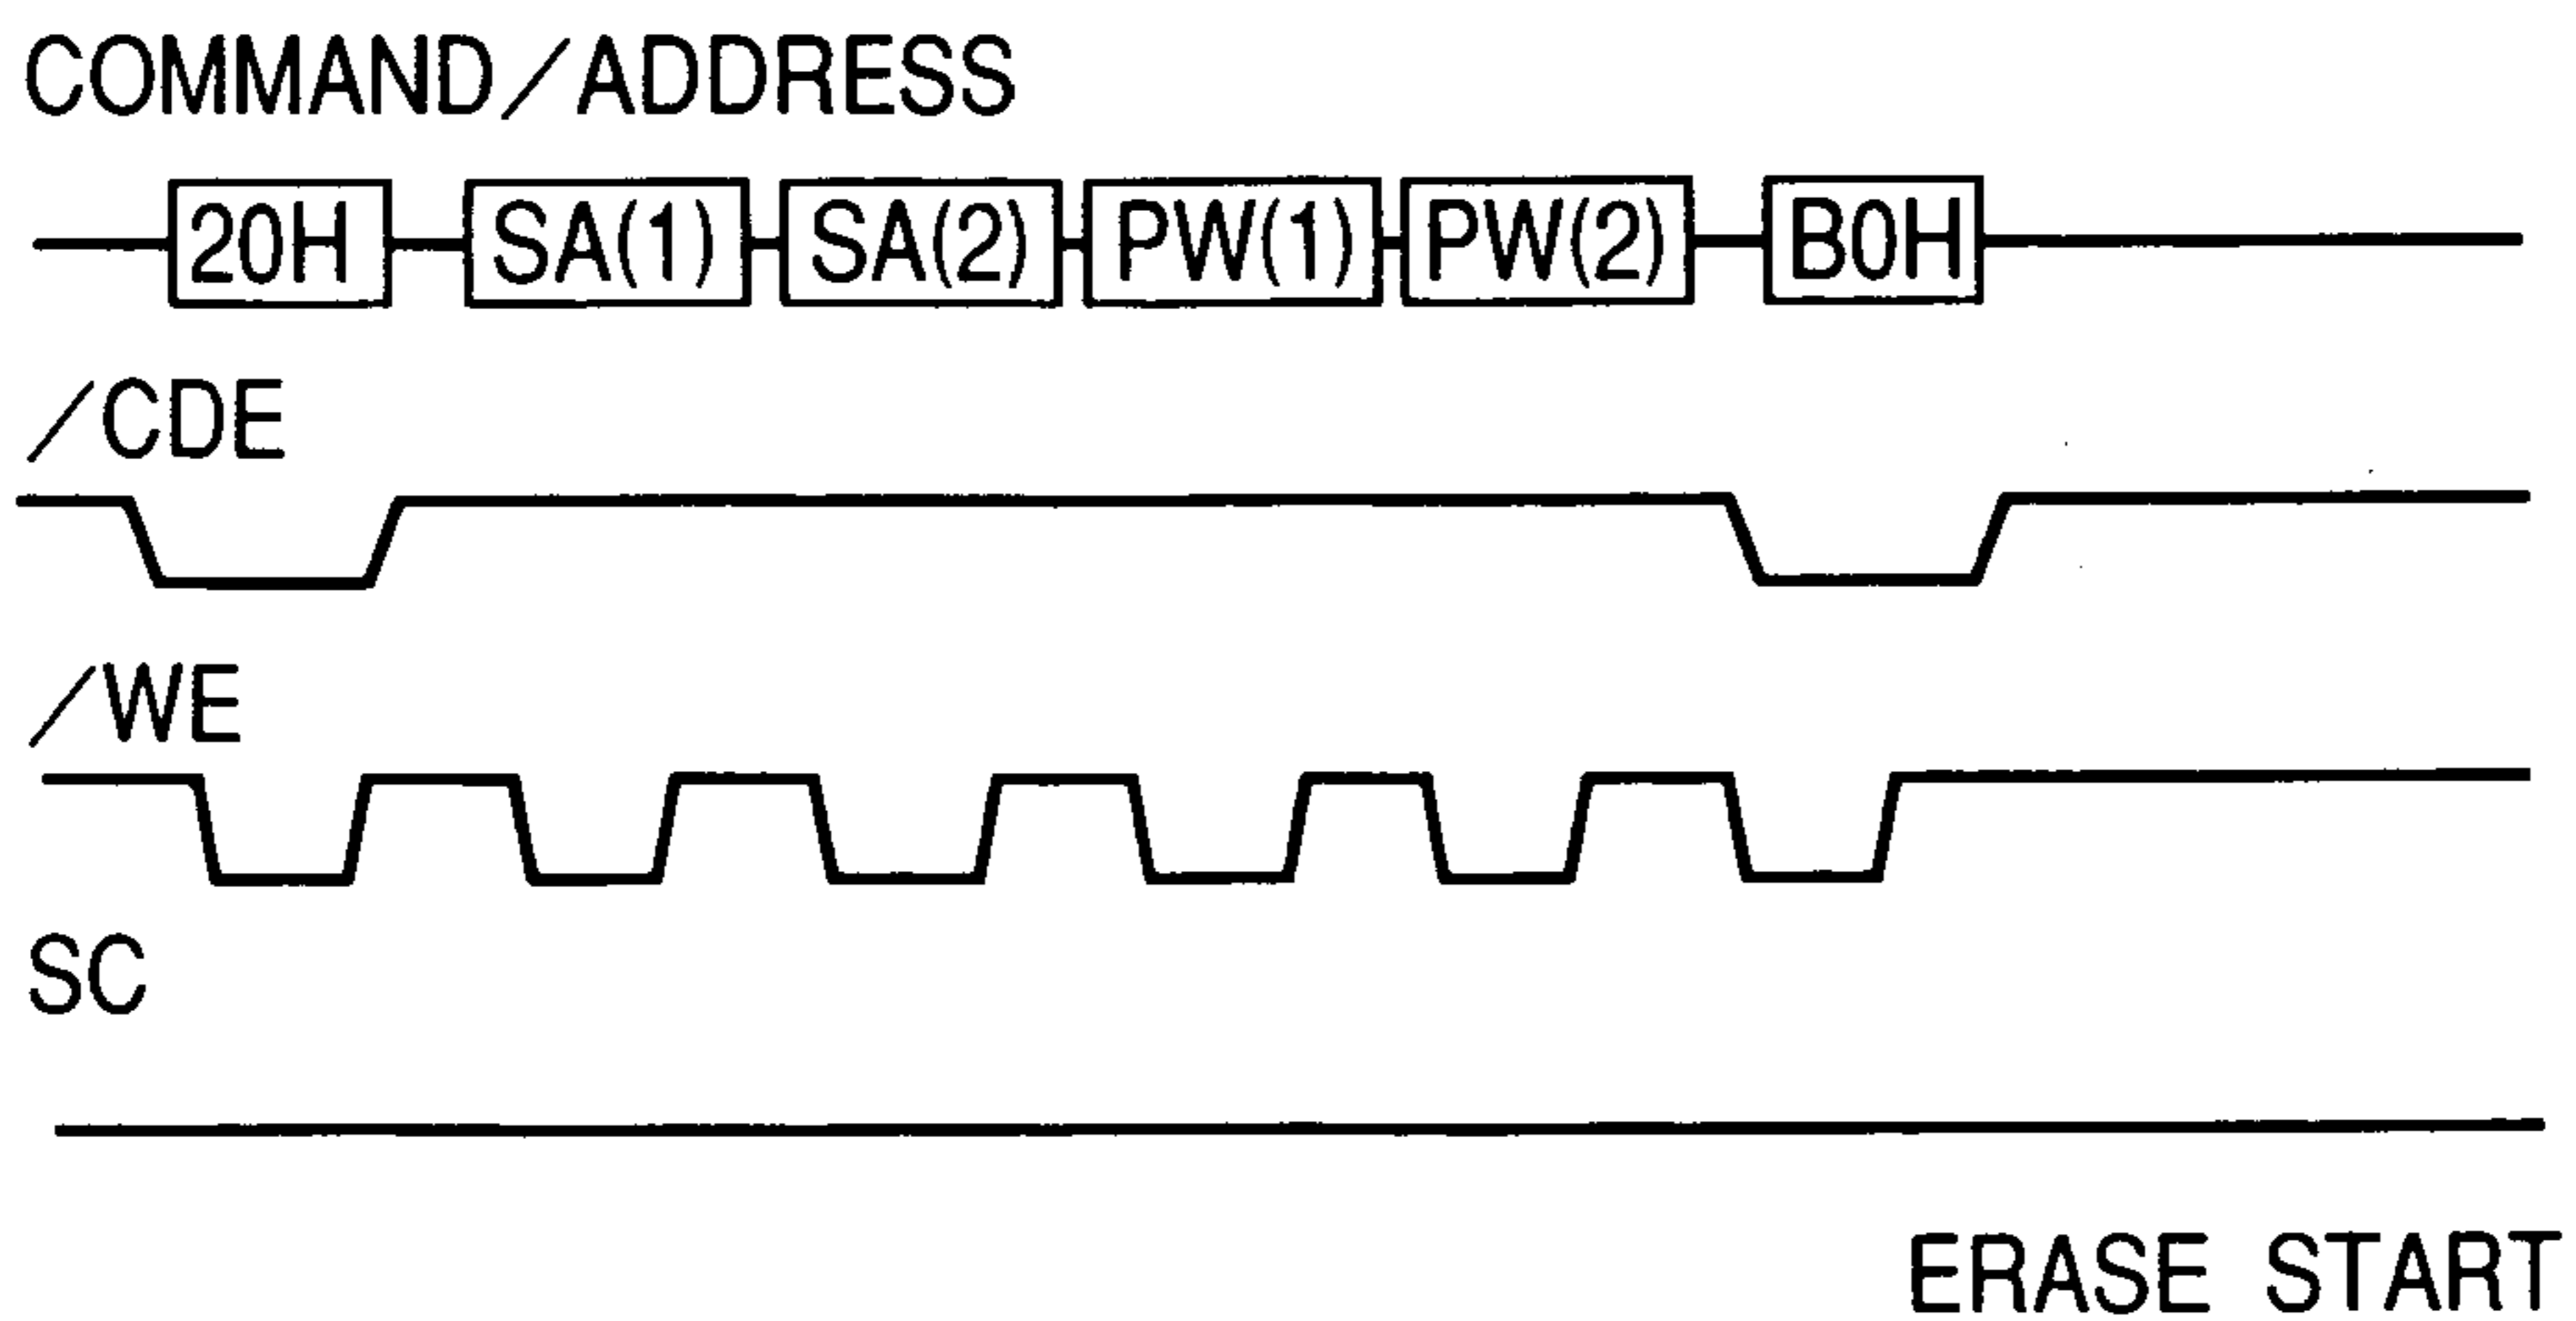 COMMAND/ADDRESS
20H SA(1) SA(2) PW(1) PW(2) B0H
/CDE
/WE
SC
ERASE START